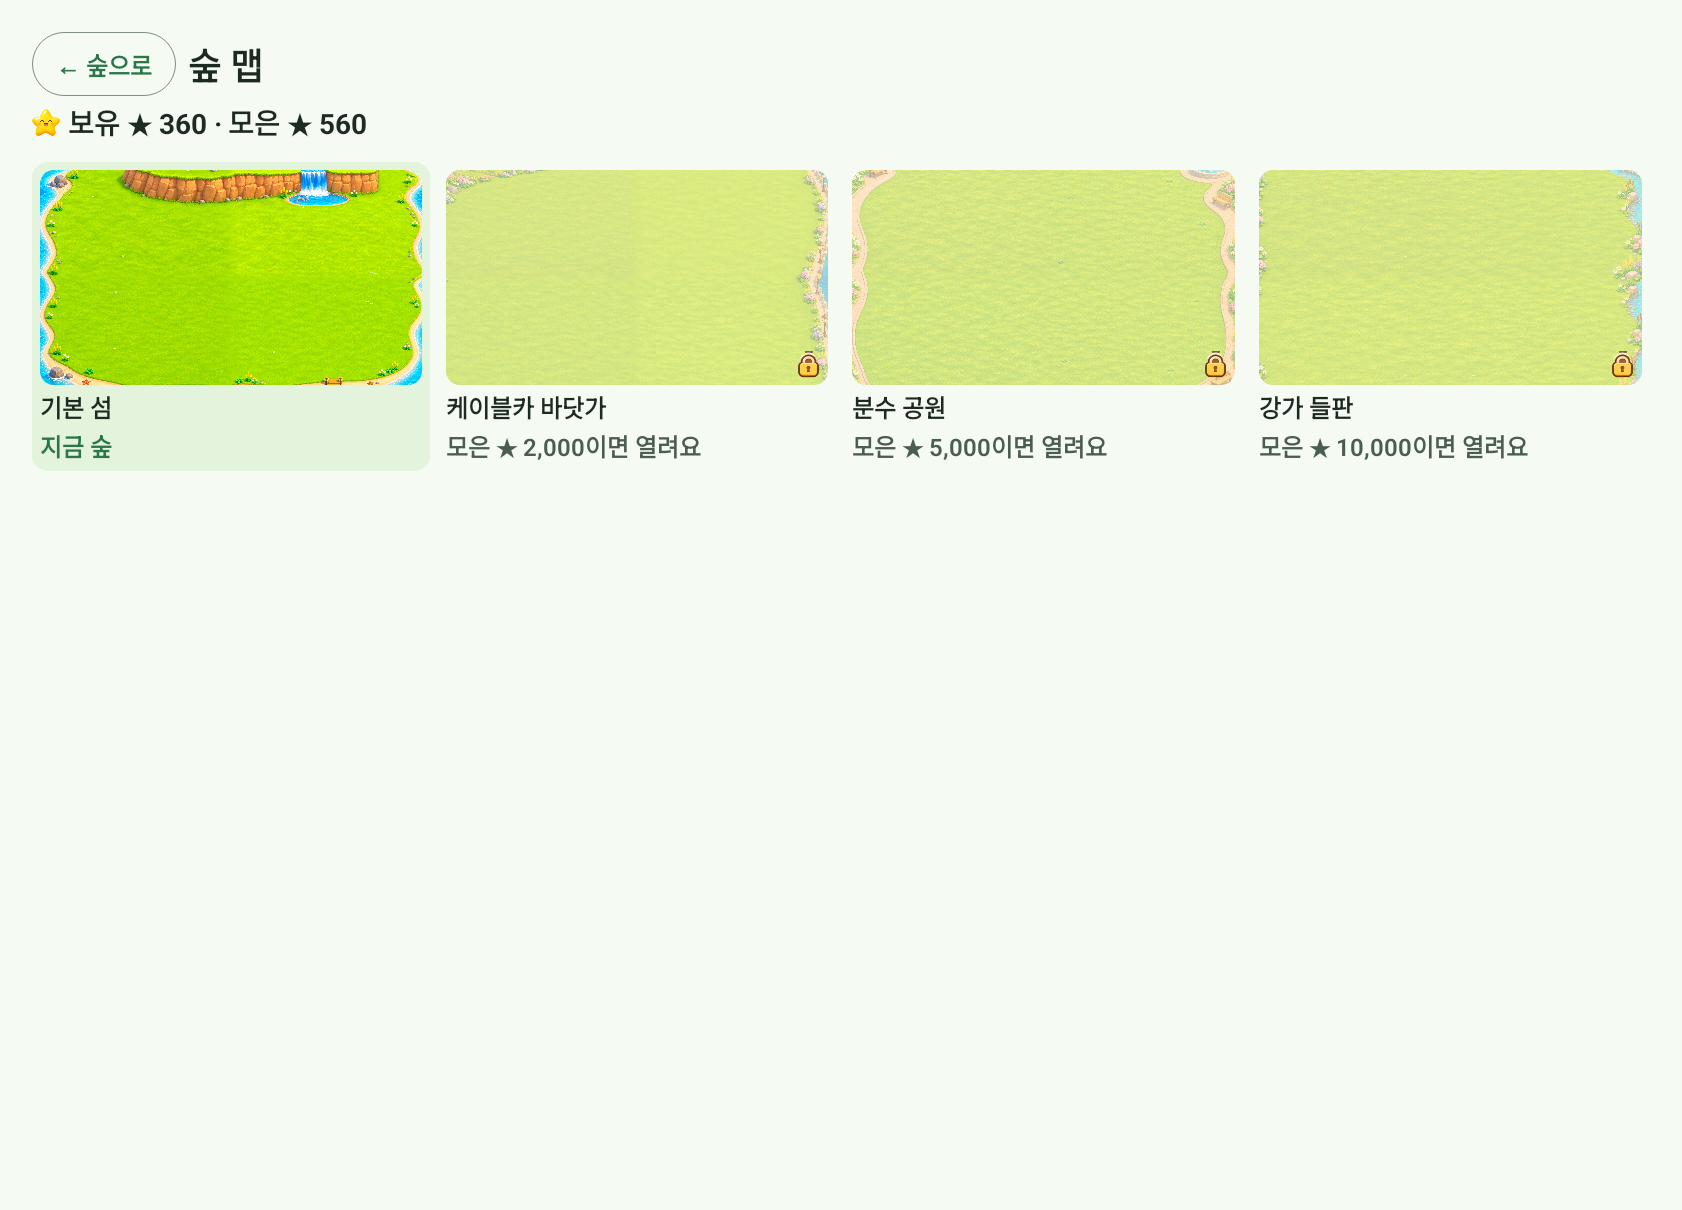 ← 숲으로
숲 맵
보유 ★ 360 · 모은 ★ 560
기본 섬
지금 숲
케이블카 바닷가
모은 ★ 2,000이면 열려요
분수 공원
모은 ★ 5,000이면 열려요
강가 들판
모은 ★ 10,000이면 열려요